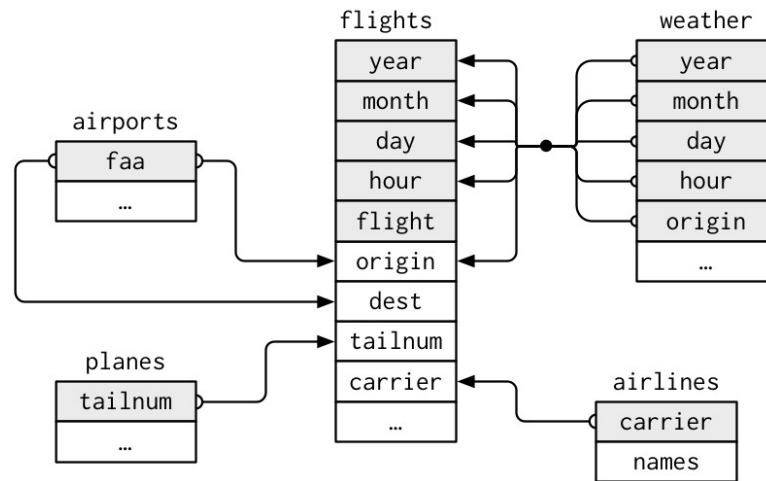 flights
year
month
day
hour
flight
origin
dest
tailnum
carrier
…
weather
year
month
day
hour
origin
…
airports
faa
…
planes
tailnum
…
airlines
carrier
names